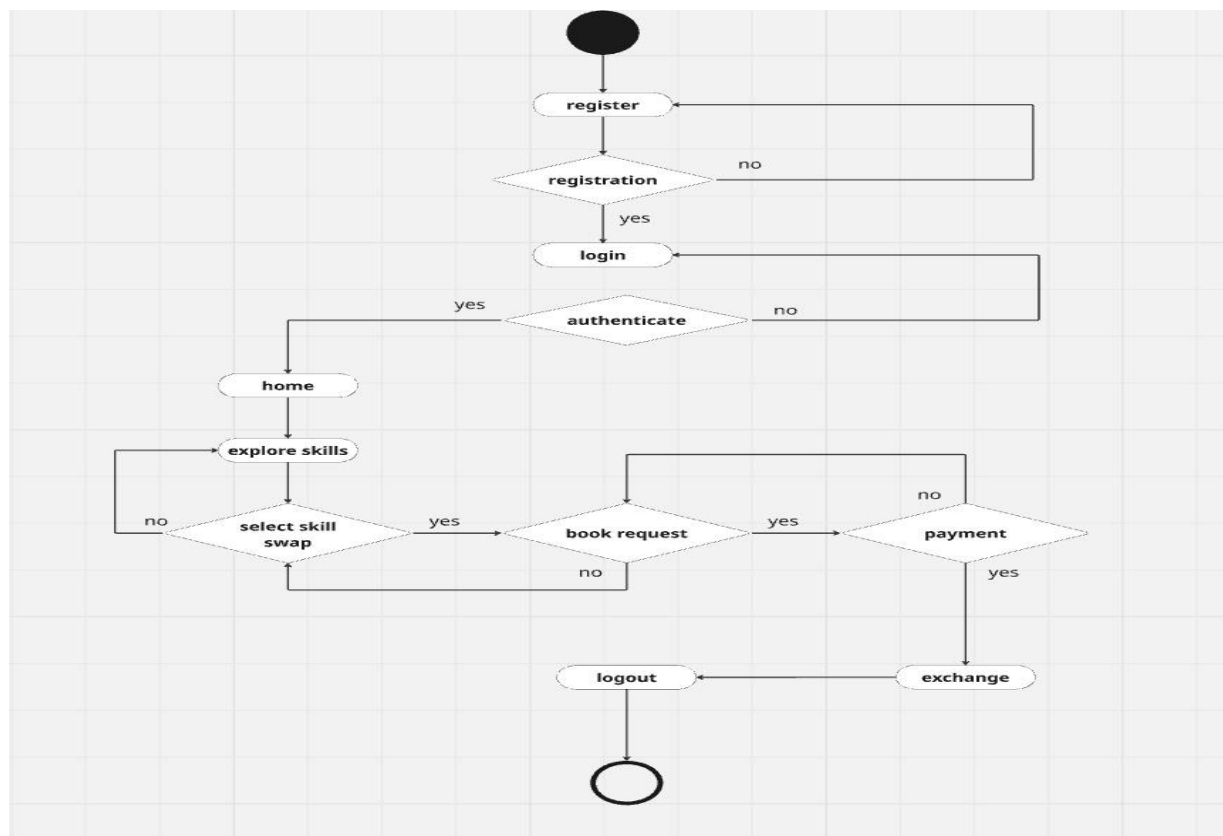 register
no
registration
yes
login
yes
no
authenticate
home
explore skills
no
no
select skill
swap
yes
book request
yes
payment
no
yes
logout
exchange